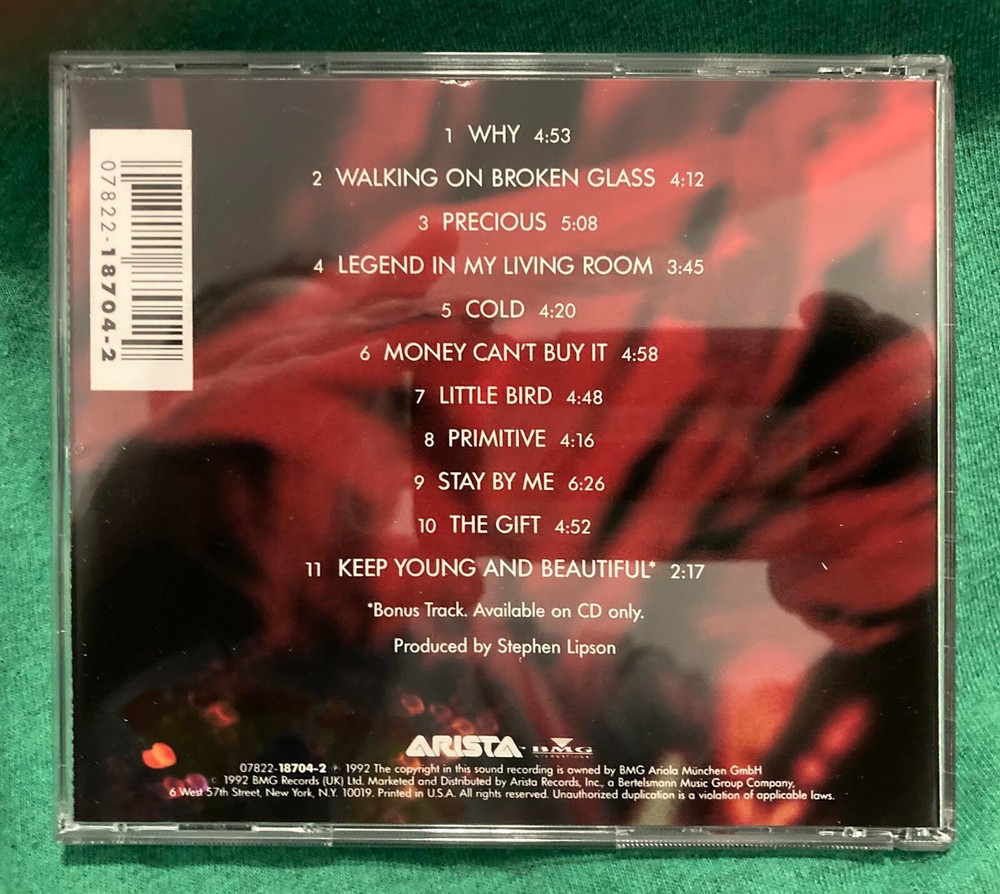 07822-18704-2
1 WHY 4:53
2 WALKING ON BROKEN GLASS 4:12
3 PRECIOUS 5:08
4 LEGEND IN MY LIVING ROOM 3:45
5 COLD 4:20
6 MONEY CAN'T BUY IT 4:58
7 LITTLE BIRD 4:48
8 PRIMITIVE 4:16
9 STAY BY ME 6:26
10 THE GIFT 4:52
11 KEEP YOUNG AND BEAUTIFUL* 2:17
*Bonus Track. Available on CD only.
Produced by Stephen Lipson
ARISTA™ BMG
07822-18704-2 ℗ 1992 The copyright in this sound recording is owned by BMG Ariola München GmbH
© 1992 BMG Records (UK) Ltd. Marketed and Distributed by Arista Records, Inc., a Bertelsmann Music Group Company,
6 West 57th Street, New York, N.Y. 10019. Printed in U.S.A. All rights reserved. Unauthorized duplication is a violation of applicable laws.